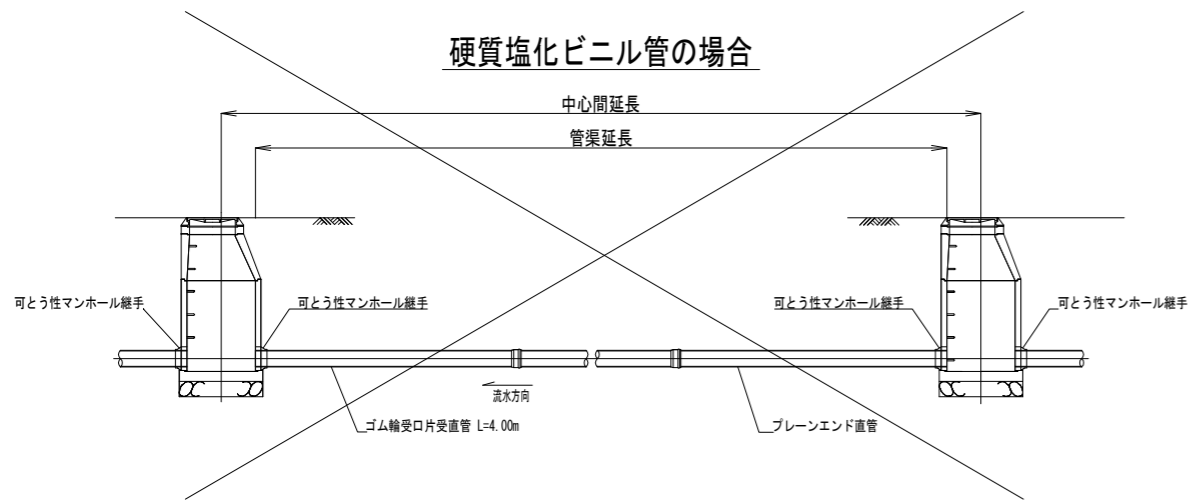 硬質塩化ビニル管の場合
中心間延長
管渠延長
可とう性マンホール継手
可とう性マンホール継手
可とう性マンホール継手
可とう性マンホール継手
流水方向
ゴム輪受口片受直管 L=4.00m
プレーンエンド直管